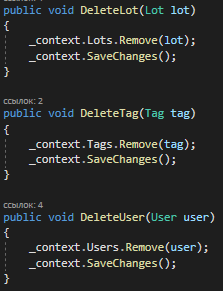 public void DeleteLot(Lot lot)
{
_context.Lots.Remove(lot);
_context.SaveChanges();
}
ссылок: 2
public void DeleteTag(Tag tag)
{
_context.Tags.Remove(tag);
_context.SaveChanges();
}
ссылок: 4
public void DeleteUser(User user)
{
_context.Users.Remove(user);
_context.SaveChanges();
}